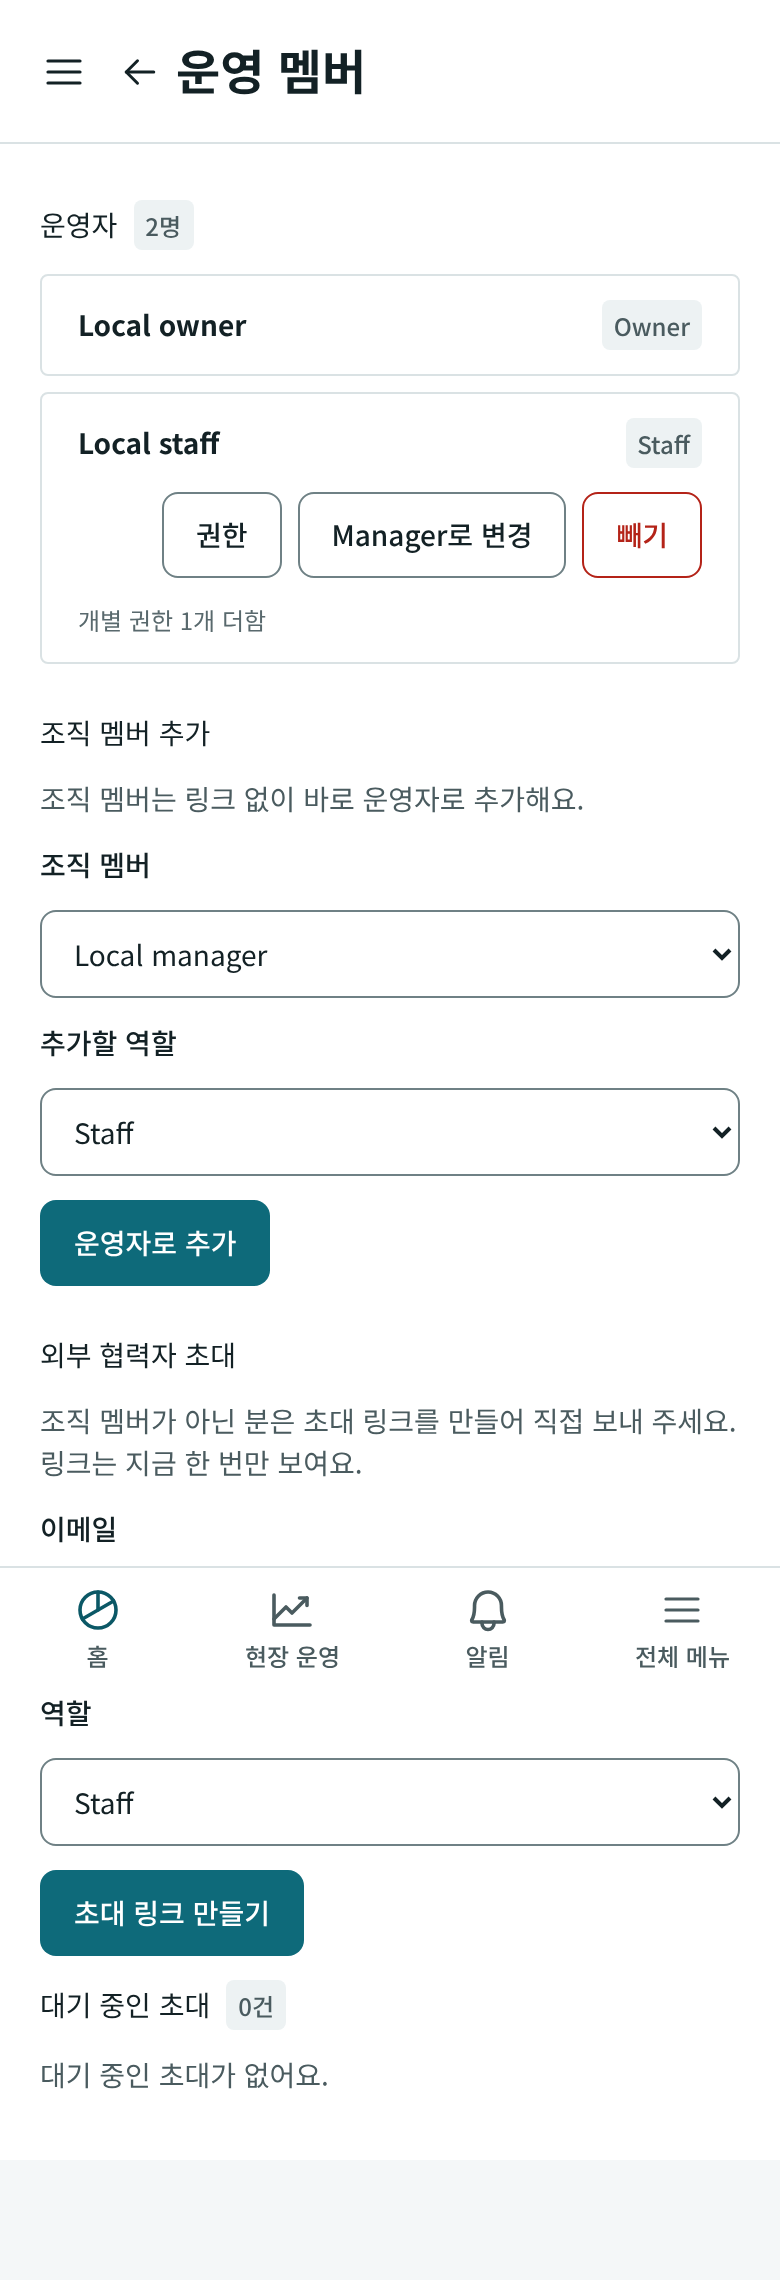 운영 멤버
운영자 2명
Local owner Owner
Local staff Staff
권한 Manager로 변경 빼기
개별 권한 1개 더함
조직 멤버 추가
조직 멤버는 링크 없이 바로 운영자로 추가해요.
조직 멤버
Local manager
추가할 역할
Staff
운영자로 추가
외부 협력자 초대
조직 멤버가 아닌 분은 초대 링크를 만들어 직접 보내 주세요.
링크는 지금 한 번만 보여요.
이메일
홈 현장 운영 알림 전체 메뉴
역할
Staff
초대 링크 만들기
대기 중인 초대 0건
대기 중인 초대가 없어요.